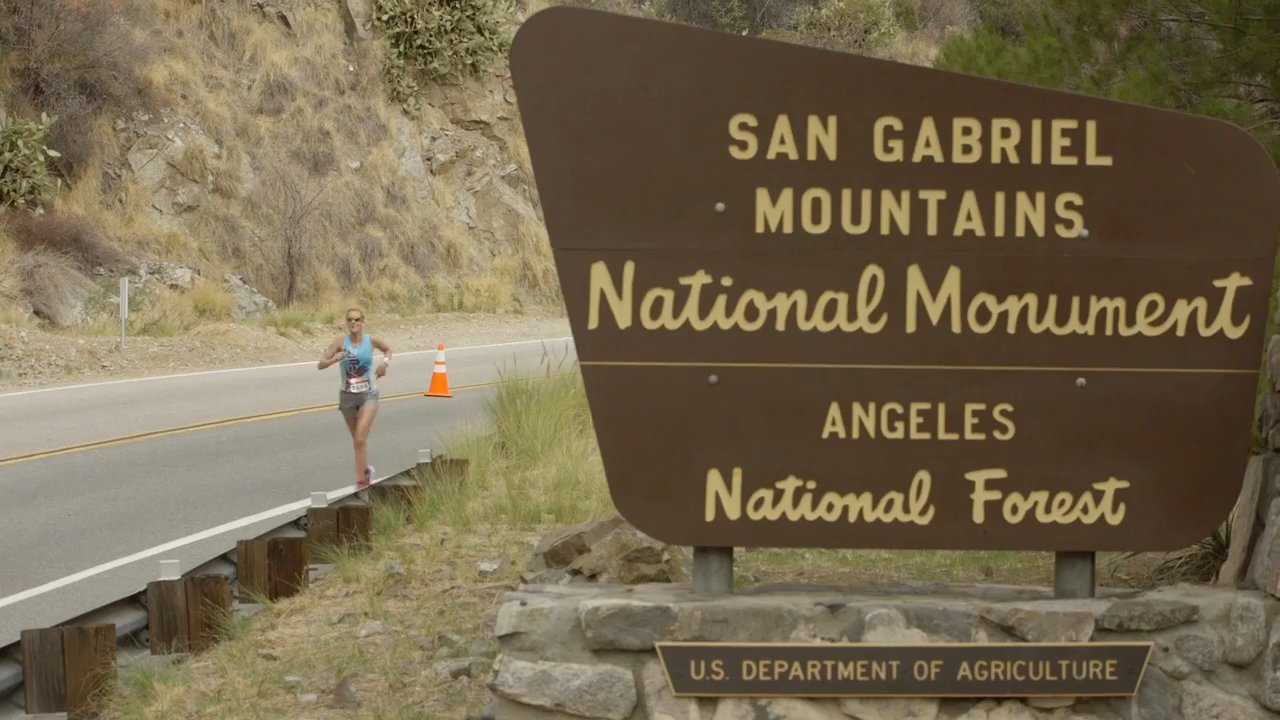 SAN GABRIEL
MOUNTAINS
National Monument
ANGELES
National Forest
U.S. DEPARTMENT OF AGRICULTURE